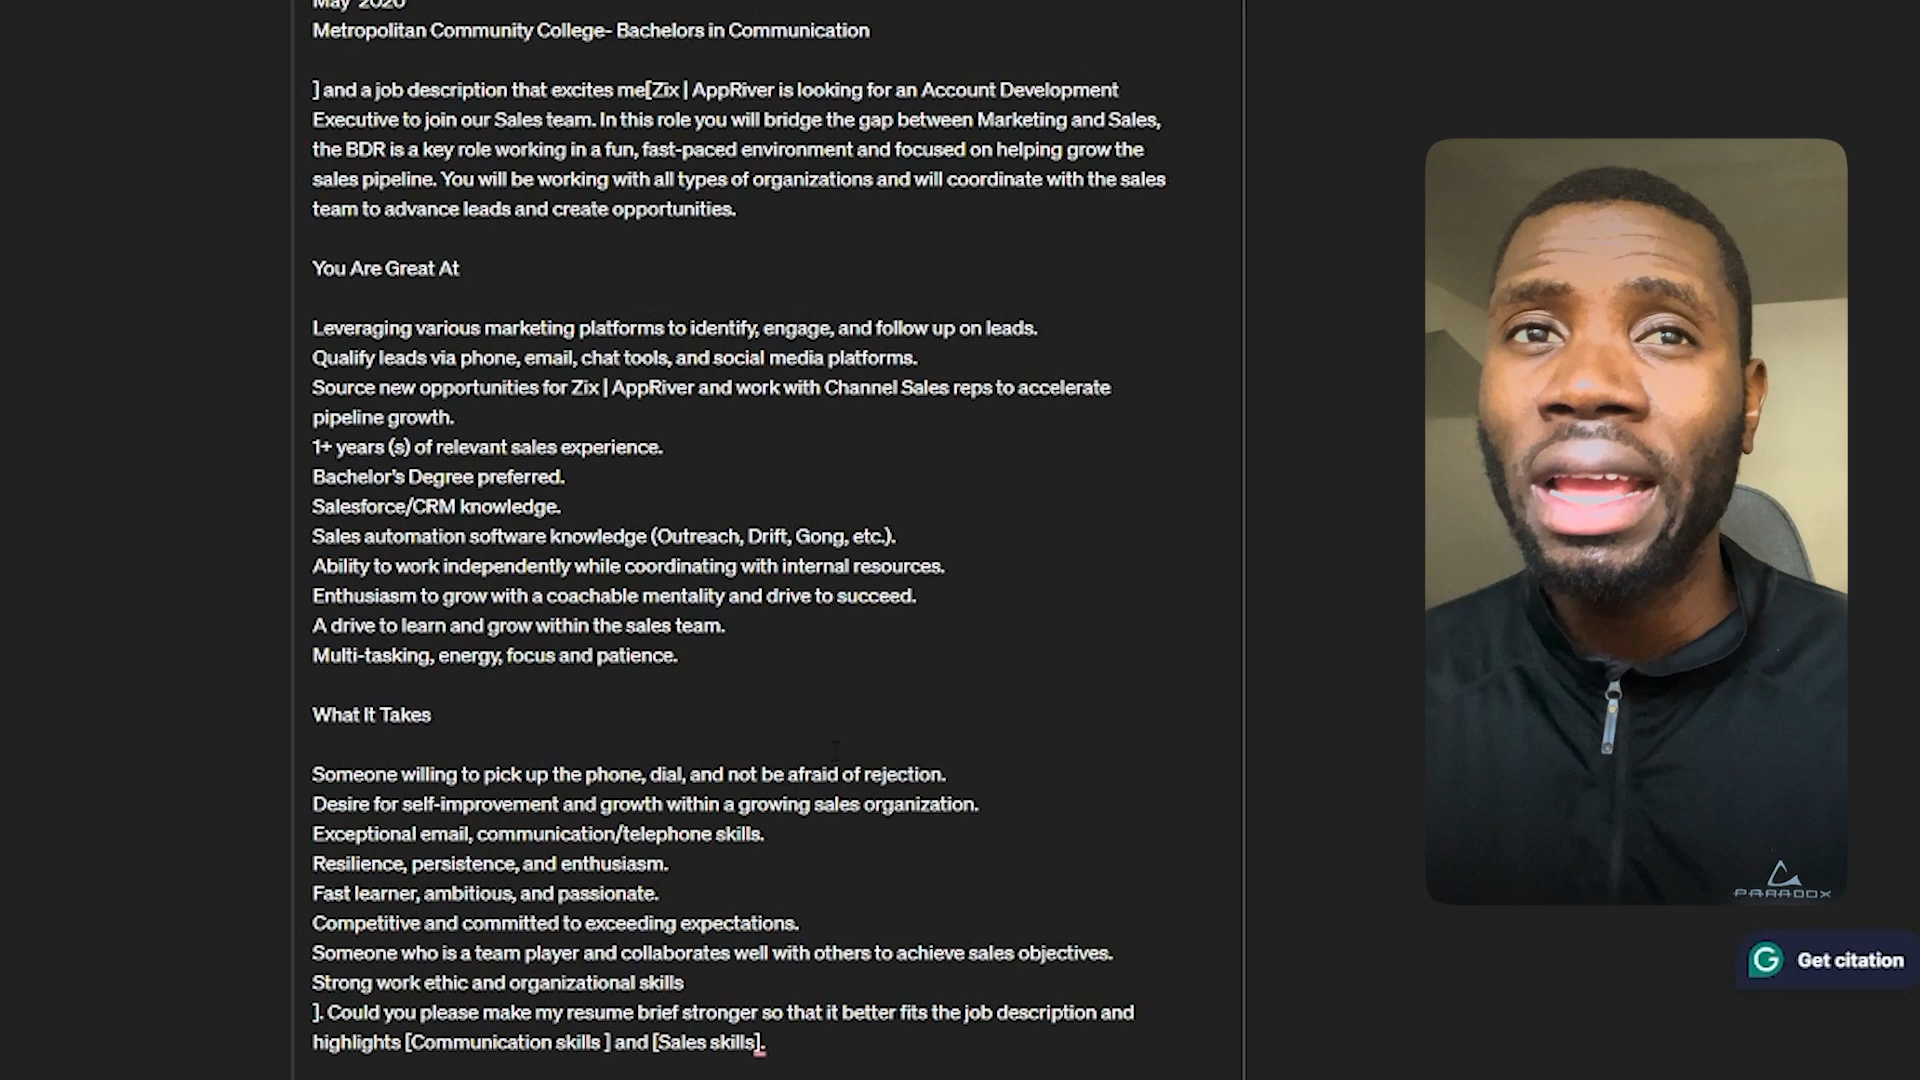 May 2020
Metropolitan Community College- Bachelors in Communication
] and a job description that excites me[Zix | AppRiver is looking for an Account Development
Executive to join our Sales team. In this role you will bridge the gap between Marketing and Sales,
the BDR is a key role working in a fun, fast-paced environment and focused on helping grow the
sales pipeline. You will be working with all types of organizations and will coordinate with the sales
team to advance leads and create opportunities.
You Are Great At
Leveraging various marketing platforms to identify, engage, and follow up on leads.
Qualify leads via phone, email, chat tools, and social media platforms.
Source new opportunities for Zix | AppRiver and work with Channel Sales reps to accelerate
pipeline growth.
1+ years (s) of relevant sales experience.
Bachelor's Degree preferred.
Salesforce/CRM knowledge.
Sales automation software knowledge (Outreach, Drift, Gong, etc.).
Ability to work independently while coordinating with internal resources.
Enthusiasm to grow with a coachable mentality and drive to succeed.
A drive to learn and grow within the sales team.
Multi-tasking, energy, focus and patience.
What It Takes
Someone willing to pick up the phone, dial, and not be afraid of rejection.
Desire for self-improvement and growth within a growing sales organization.
Exceptional email, communication/telephone skills.
Resilience, persistence, and enthusiasm.
Fast learner, ambitious, and passionate.
Competitive and committed to exceeding expectations.
Someone who is a team player and collaborates well with others to achieve sales objectives.
Strong work ethic and organizational skills
]. Could you please make my resume brief stronger so that it better fits the job description and
highlights [Communication skills ] and [Sales skills].
PARADOX
Get citation